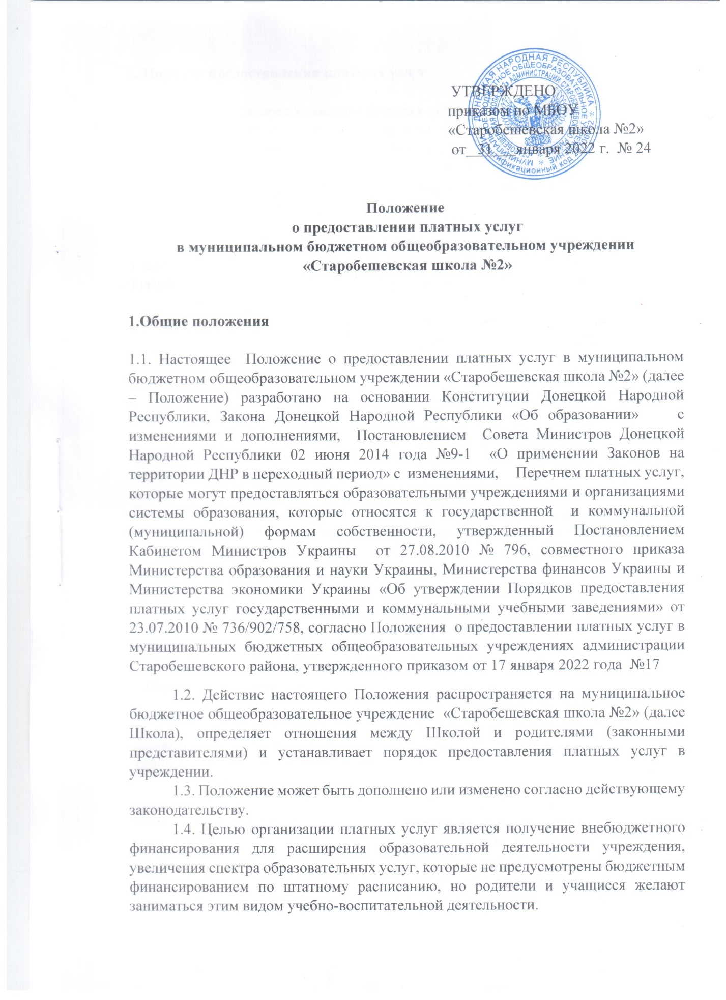 УТВЕРЖДЕНО
приказом по МБОУ
«Старобешевская школа №2»
от 31 января 2022 г. № 24
ДОНЕЦКАЯ НАРОДНАЯ РЕСПУБЛИКА
МУНИЦИПАЛЬНОЕ БЮДЖЕТНОЕ ОБЩЕОБРАЗОВАТЕЛЬНОЕ УЧРЕЖДЕНИЕ
Идентификационный код
Положение
о предоставлении платных услуг
в муниципальном бюджетном общеобразовательном учреждении
«Старобешевская школа №2»
1.Общие положения
1.1. Настоящее Положение о предоставлении платных услуг в муниципальном
бюджетном общеобразовательном учреждении «Старобешевская школа №2» (далее
– Положение) разработано на основании Конституции Донецкой Народной
Республики, Закона Донецкой Народной Республики «Об образовании» с
изменениями и дополнениями, Постановлением Совета Министров Донецкой
Народной Республики 02 июня 2014 года №9-1 «О применении Законов на
территории ДНР в переходный период» с изменениями, Перечнем платных услуг,
которые могут предоставляться образовательными учреждениями и организациями
системы образования, которые относятся к государственной и коммунальной
(муниципальной) формам собственности, утвержденный Постановлением
Кабинетом Министров Украины от 27.08.2010 № 796, совместного приказа
Министерства образования и науки Украины, Министерства финансов Украины и
Министерства экономики Украины «Об утверждении Порядков предоставления
платных услуг государственными и коммунальными учебными заведениями» от
23.07.2010 № 736/902/758, согласно Положения о предоставлении платных услуг в
муниципальных бюджетных общеобразовательных учреждениях администрации
Старобешевского района, утвержденного приказом от 17 января 2022 года №17
1.2. Действие настоящего Положения распространяется на муниципальное
бюджетное общеобразовательное учреждение «Старобешевская школа №2» (далее
Школа), определяет отношения между Школой и родителями (законными
представителями) и устанавливает порядок предоставления платных услуг в
учреждении.
1.3. Положение может быть дополнено или изменено согласно действующему
законодательству.
1.4. Целью организации платных услуг является получение внебюджетного
финансирования для расширения образовательной деятельности учреждения,
увеличения спектра образовательных услуг, которые не предусмотрены бюджетным
финансированием по штатному расписанию, но родители и учащиеся желают
заниматься этим видом учебно-воспитательной деятельности.